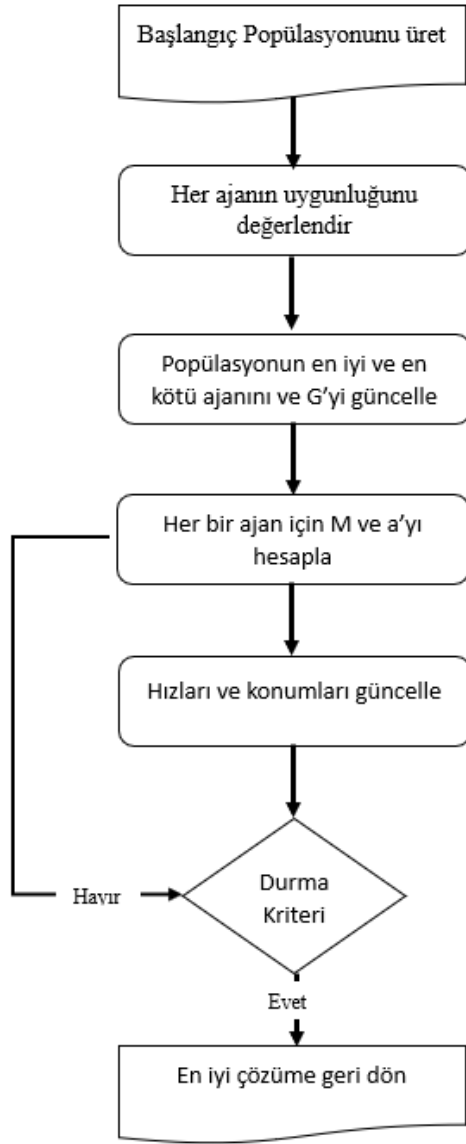 Başlangıç Popülasyonunu üret
Her ajanın uygunluğunu
değerlendir
Popülasyonun en iyi ve en
kötü ajanını ve G'yi güncelle
Her bir ajan için M ve a'yı
hesapla
Hızları ve konumları güncelle
Durma
Kriteri
Hayır
Evet
En iyi çözüme geri dön